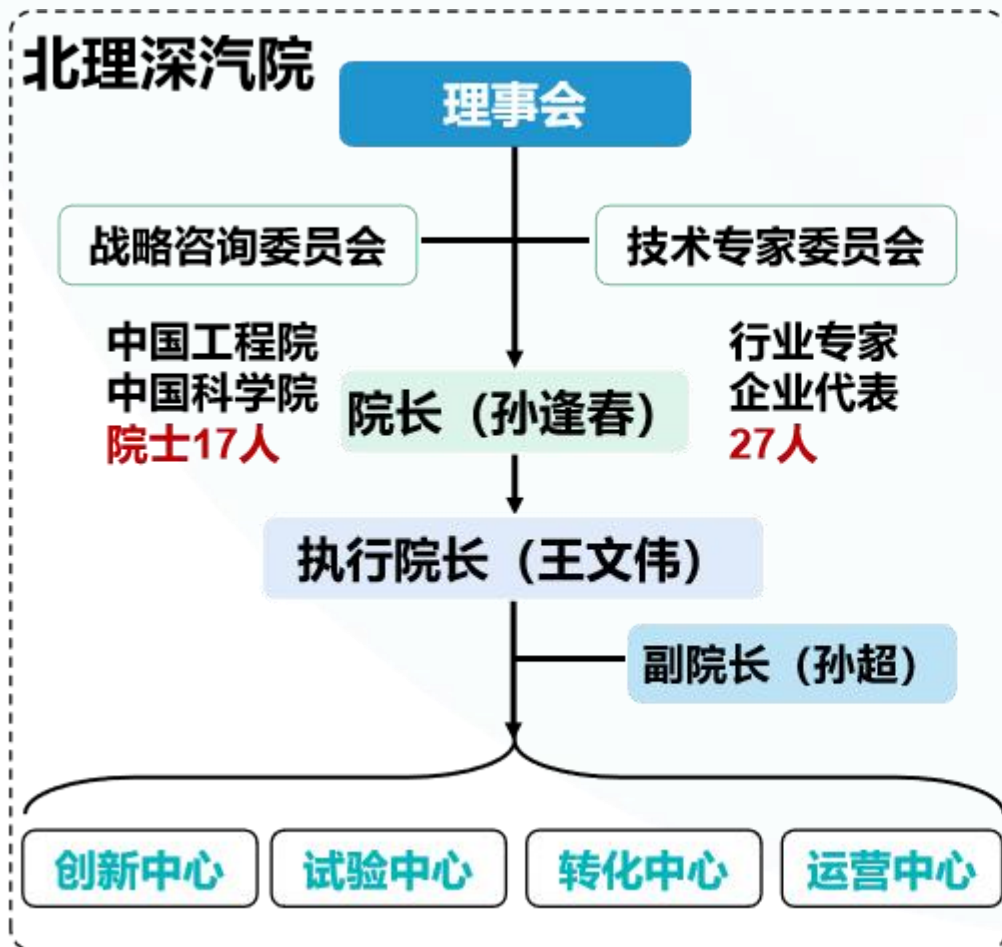 北理深汽院
理事会
战略咨询委员会
技术专家委员会
中国工程院
中国科学院
院士17人
行业专家
企业代表
27人
院长（孙逢春）
执行院长（王文伟）
副院长（孙超）
创新中心
试验中心
转化中心
运营中心